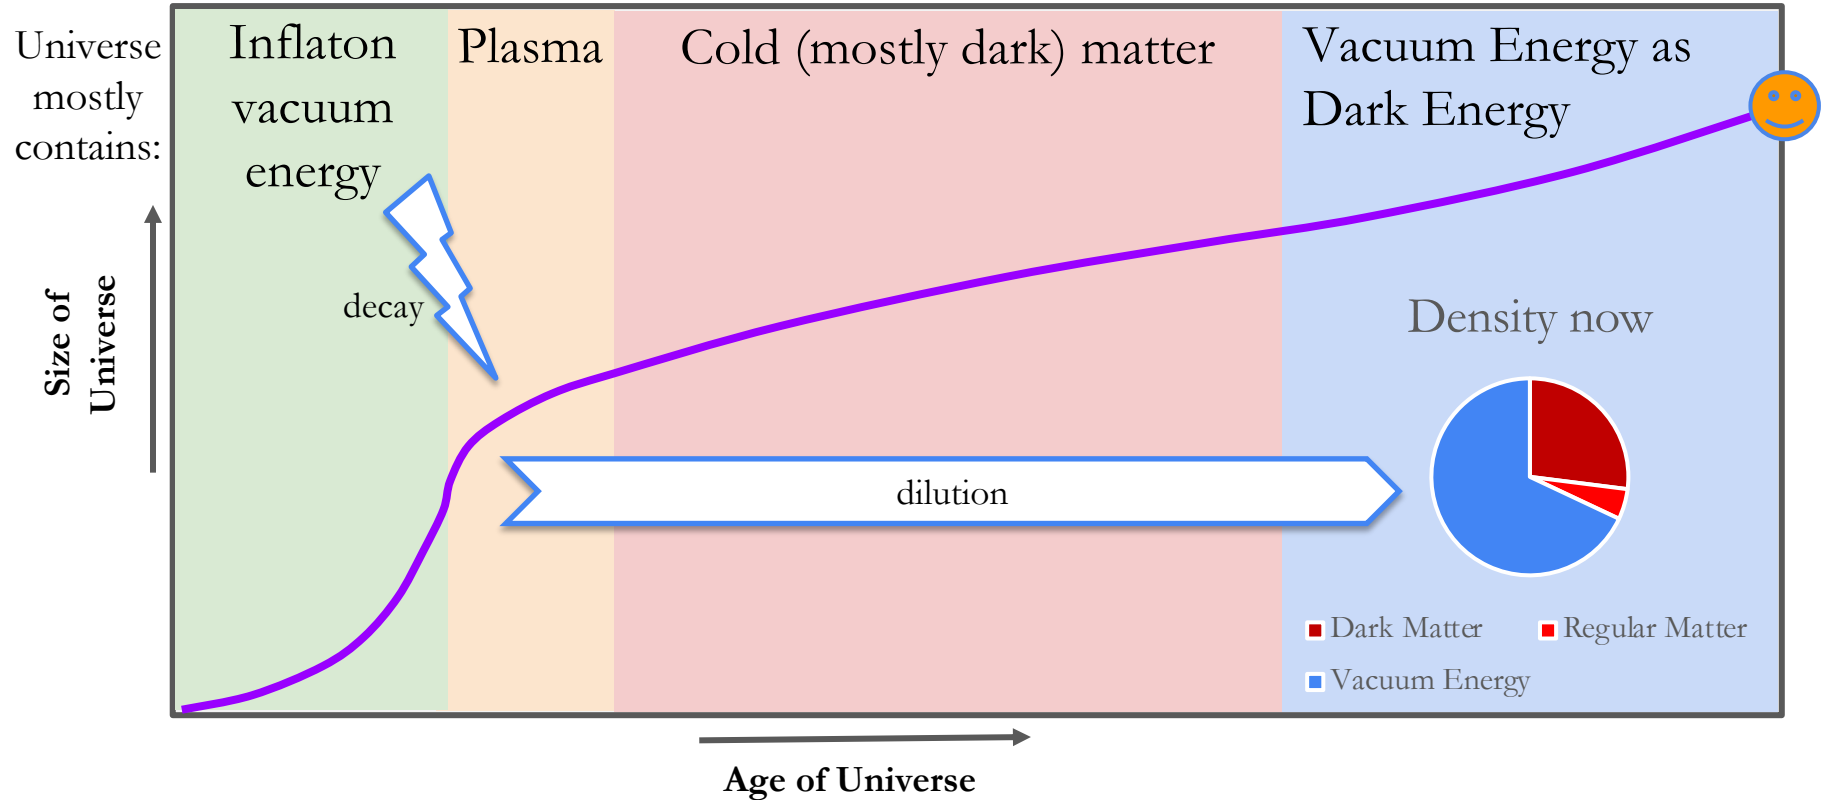 Universe
mostly
contains:
Inflaton
vacuum
energy
Plasma
Cold (mostly dark) matter
Vacuum Energy as
Dark Energy
decay
Size of
Universe
dilution
Density now
Dark Matter
Regular Matter
Vacuum Energy
Age of Universe